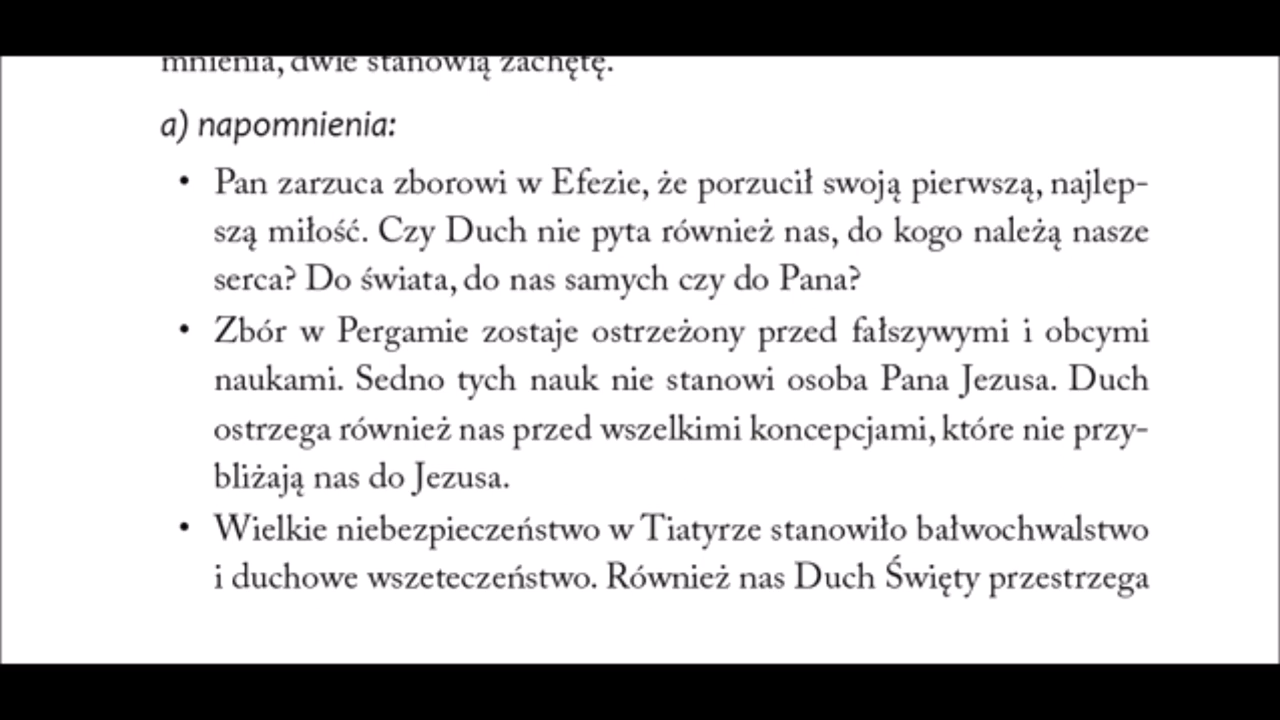 mnienia, dwie stanowią zachętę.
a) napomnienia:
• Pan zarzuca zborowi w Efezie, że porzucił swoją pierwszą, najlep-
szą miłość. Czy Duch nie pyta również nas, do kogo należą nasze
serca? Do świata, do nas samych czy do Pana?
• Zbór w Pergamie zostaje ostrzeżony przed fałszywymi i obcymi
naukami. Sedno tych nauk nie stanowi osoba Pana Jezusa. Duch
ostrzega również nas przed wszelkimi koncepcjami, które nie przy-
bliżają nas do Jezusa.
• Wielkie niebezpieczeństwo w Tiatyrze stanowiło bałwochwalstwo
i duchowe wszeteczeństwo. Również nas Duch Święty przestrzega